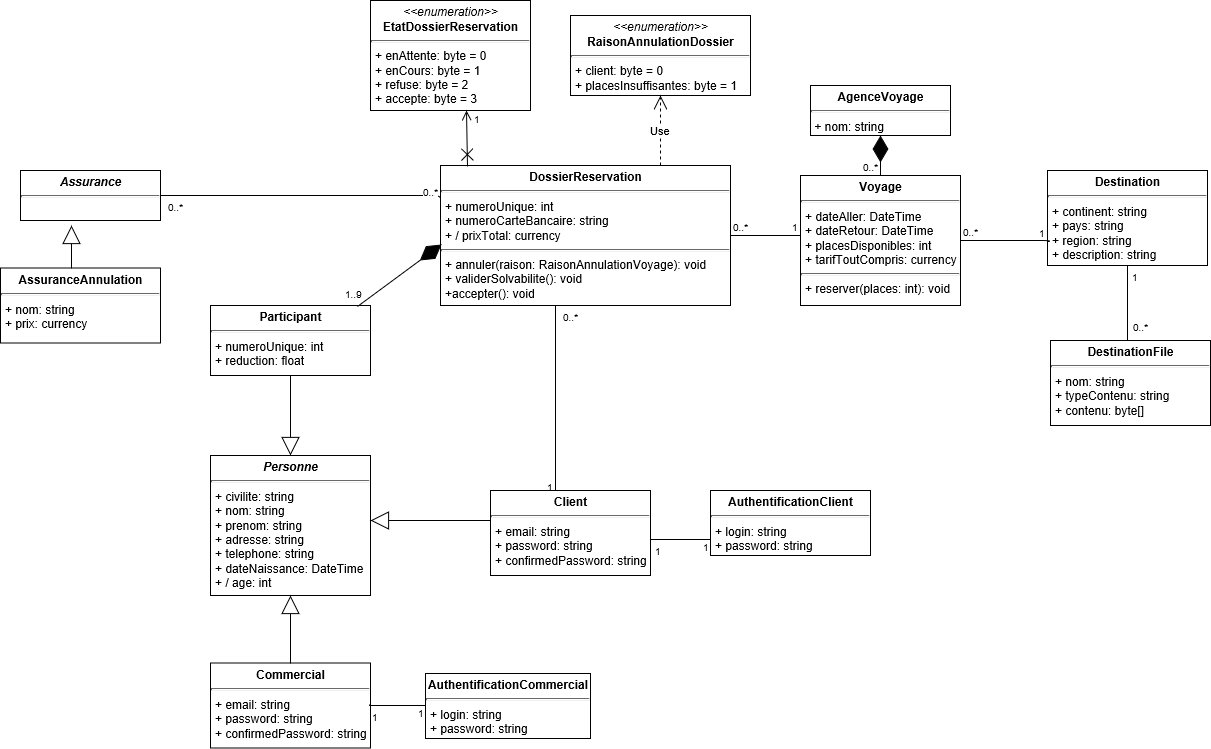 <<enumeration>>
EtatDossierReservation
+ enAttente: byte = 0
+ enCours: byte = 1
+ refuse: byte = 2
+ accepte: byte = 3
1
<<enumeration>>
RaisonAnnulationDossier
+ client: byte = 0
+ placesInsuffisantes: byte = 1
Use
AgenceVoyage
+ nom: string
0..*
Assurance
0..*
0..*
DossierReservation
+ numeroUnique: int
+ numeroCarteBancaire: string
+ / prixTotal: currency
+ annuler(raison: RaisonAnnulationVoyage): void
+ validerSolvabilite(): void
+accepter(): void
0..*
1
Voyage
+ dateAller: DateTime
+ dateRetour: DateTime
+ placesDisponibles: int
+ tarifToutCompris: currency
+ reserver(places: int): void
0..*
1
Destination
+ continent: string
+ pays: string
+ region: string
+ description: string
1
0..*
DestinationFile
+ nom: string
+ typeContenu: string
+ contenu: byte[]
AssuranceAnnulation
+ nom: string
+ prix: currency
1..9
Participant
+ numeroUnique: int
+ reduction: float
0..*
1
Personne
+ civilite: string
+ nom: string
+ prenom: string
+ adresse: string
+ telephone: string
+ dateNaissance: DateTime
+ / age: int
Client
+ email: string
+ password: string
+ confirmedPassword: string
1
1
AuthentificationClient
+ login: string
+ password: string
Commercial
+ email: string
+ password: string
+ confirmedPassword: string
1
1
AuthentificationCommercial
+ login: string
+ password: string